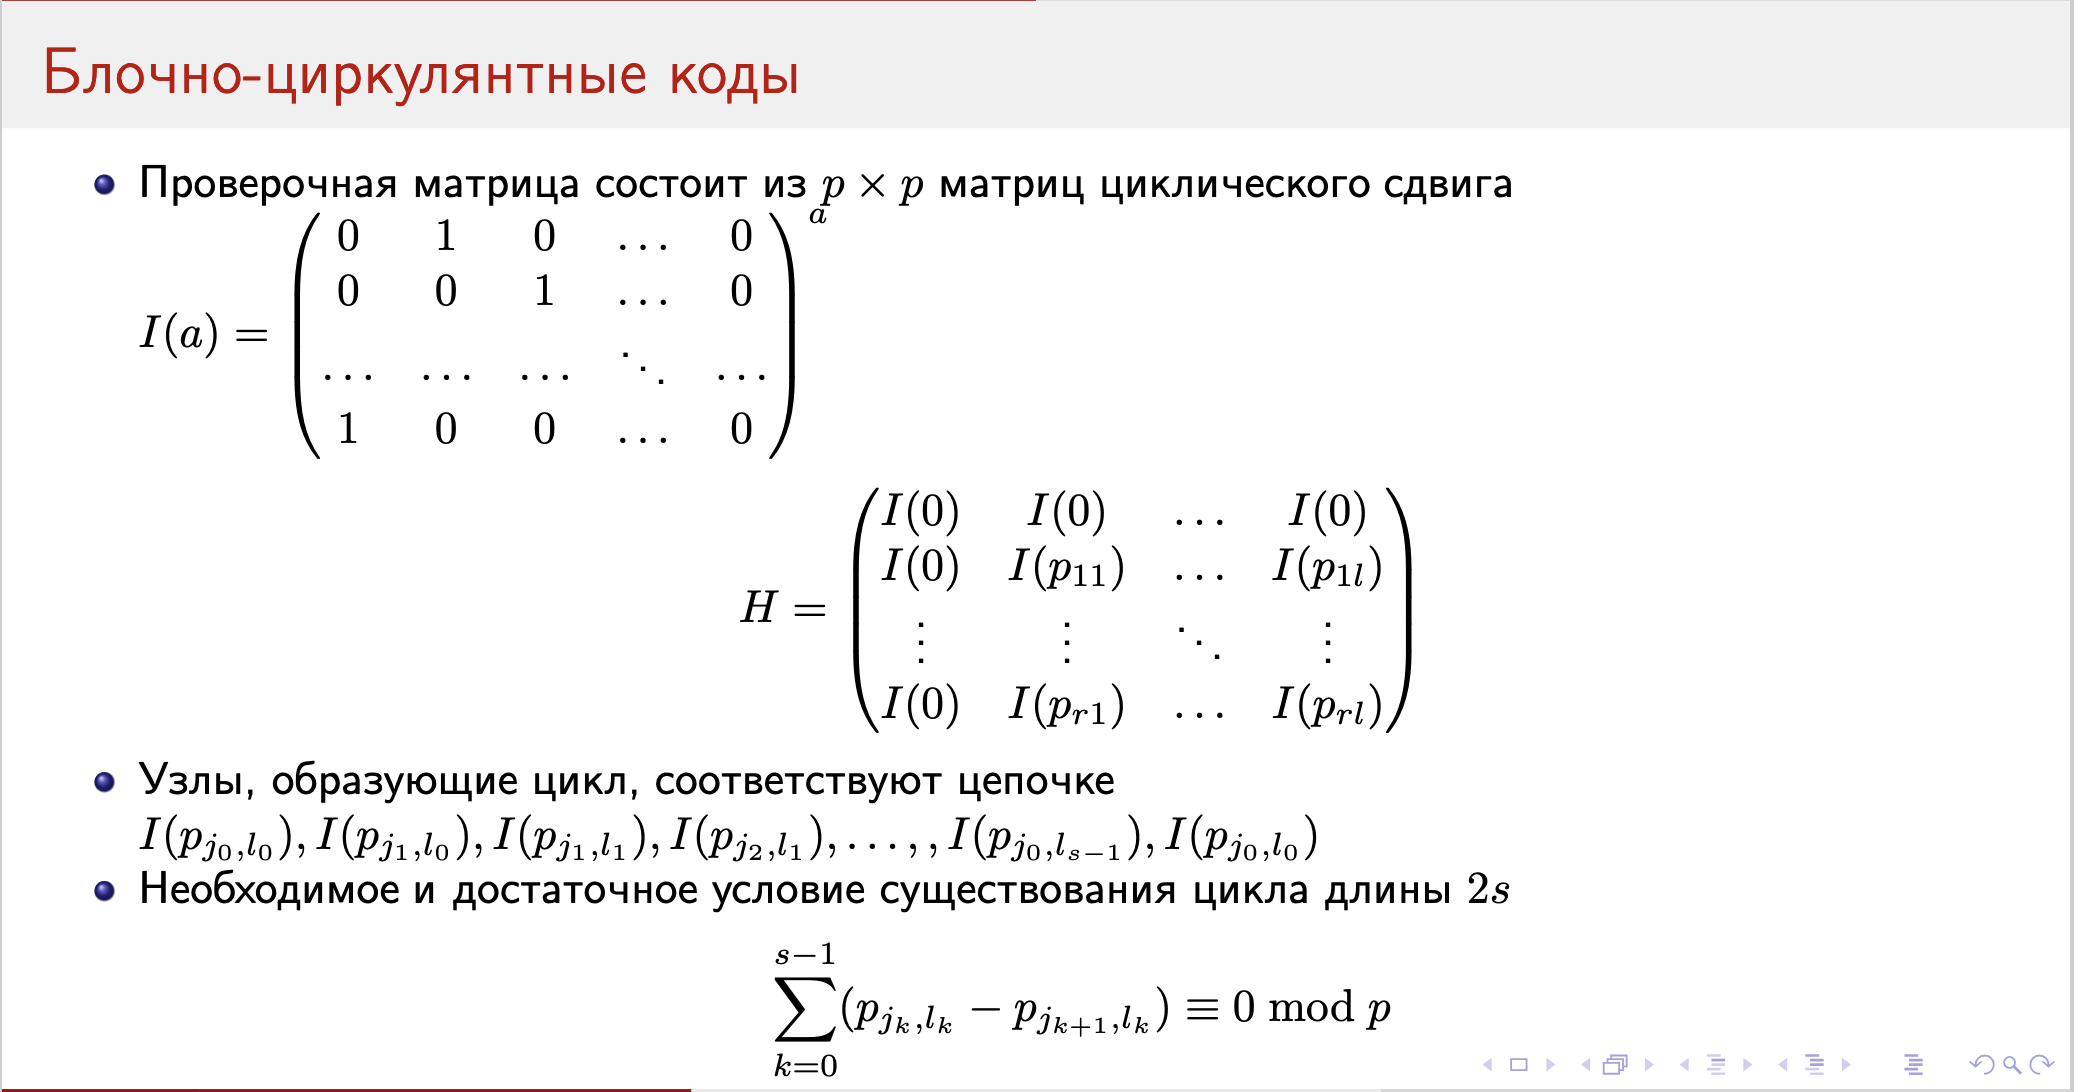 Блочно-циркулянтные коды
Проверочная матрица состоит из $p \times p$ матриц циклического сдвига
$I(a) = \begin{pmatrix} 0 & 1 & 0 & \dots & 0 \\ 0 & 0 & 1 & \dots & 0 \\ \dots & \dots & \dots & \ddots & \dots \\ 1 & 0 & 0 & \dots & 0 \end{pmatrix}^a$
$H = \begin{pmatrix} I(0) & I(0) & \dots & I(0) \\ I(0) & I(p_{11}) & \dots & I(p_{1l}) \\ \vdots & \vdots & \ddots & \vdots \\ I(0) & I(p_{r1}) & \dots & I(p_{rl}) \end{pmatrix}$
Узлы, образующие цикл, соответствуют цепочке
$I(p_{j_0,l_0}), I(p_{j_1,l_0}), I(p_{j_1,l_1}), I(p_{j_2,l_1}), \dots, , I(p_{j_0,l_{s-1}}), I(p_{j_0,l_0})$
Необходимое и достаточное условие существования цикла длины $2s$
$\sum_{k=0}^{s-1} (p_{j_k,l_k} - p_{j_{k+1},l_k}) \equiv 0 \bmod p$